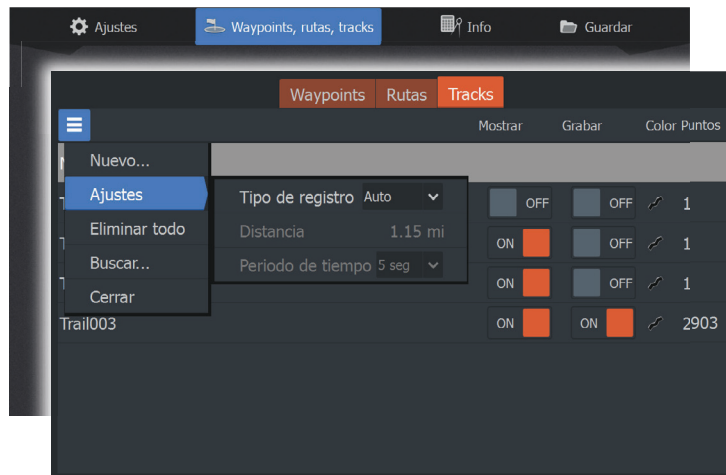 Ajustes Waypoints, rutas, tracks Info Guardar
Waypoints Rutas Tracks
Mostrar Grabar Color Puntos
Nuevo...
Ajustes Tipo de registro Auto OFF OFF 1
Eliminar todo Distancia 1.15 mi ON OFF 1
Buscar... Periodo de tiempo 5 seg ON OFF 1
Cerrar
Trail003 ON ON 2903